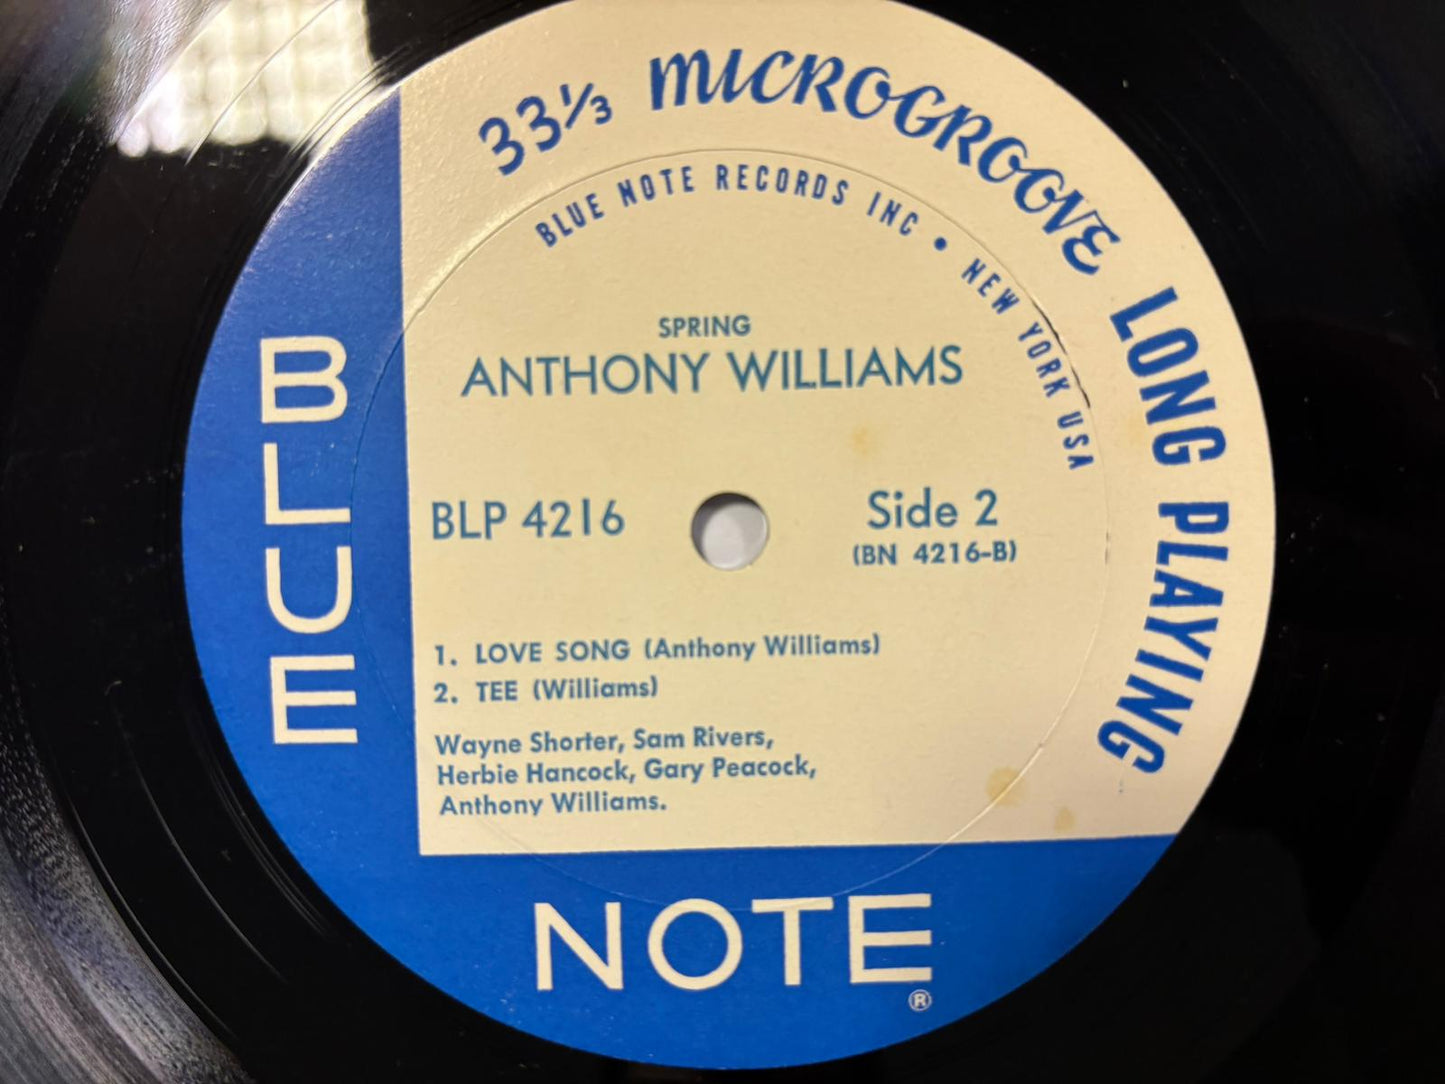 33⅓ MICROGROOVE LONG PLAYING
BLUE NOTE RECORDS INC • NEW YORK USA
SPRING
ANTHONY WILLIAMS
BLP 4216
Side 2
(BN 4216-B)
1. LOVE SONG (Anthony Williams)
2. TEE (Williams)
Wayne Shorter, Sam Rivers,
Herbie Hancock, Gary Peacock,
Anthony Williams.
BLUE
NOTE
®